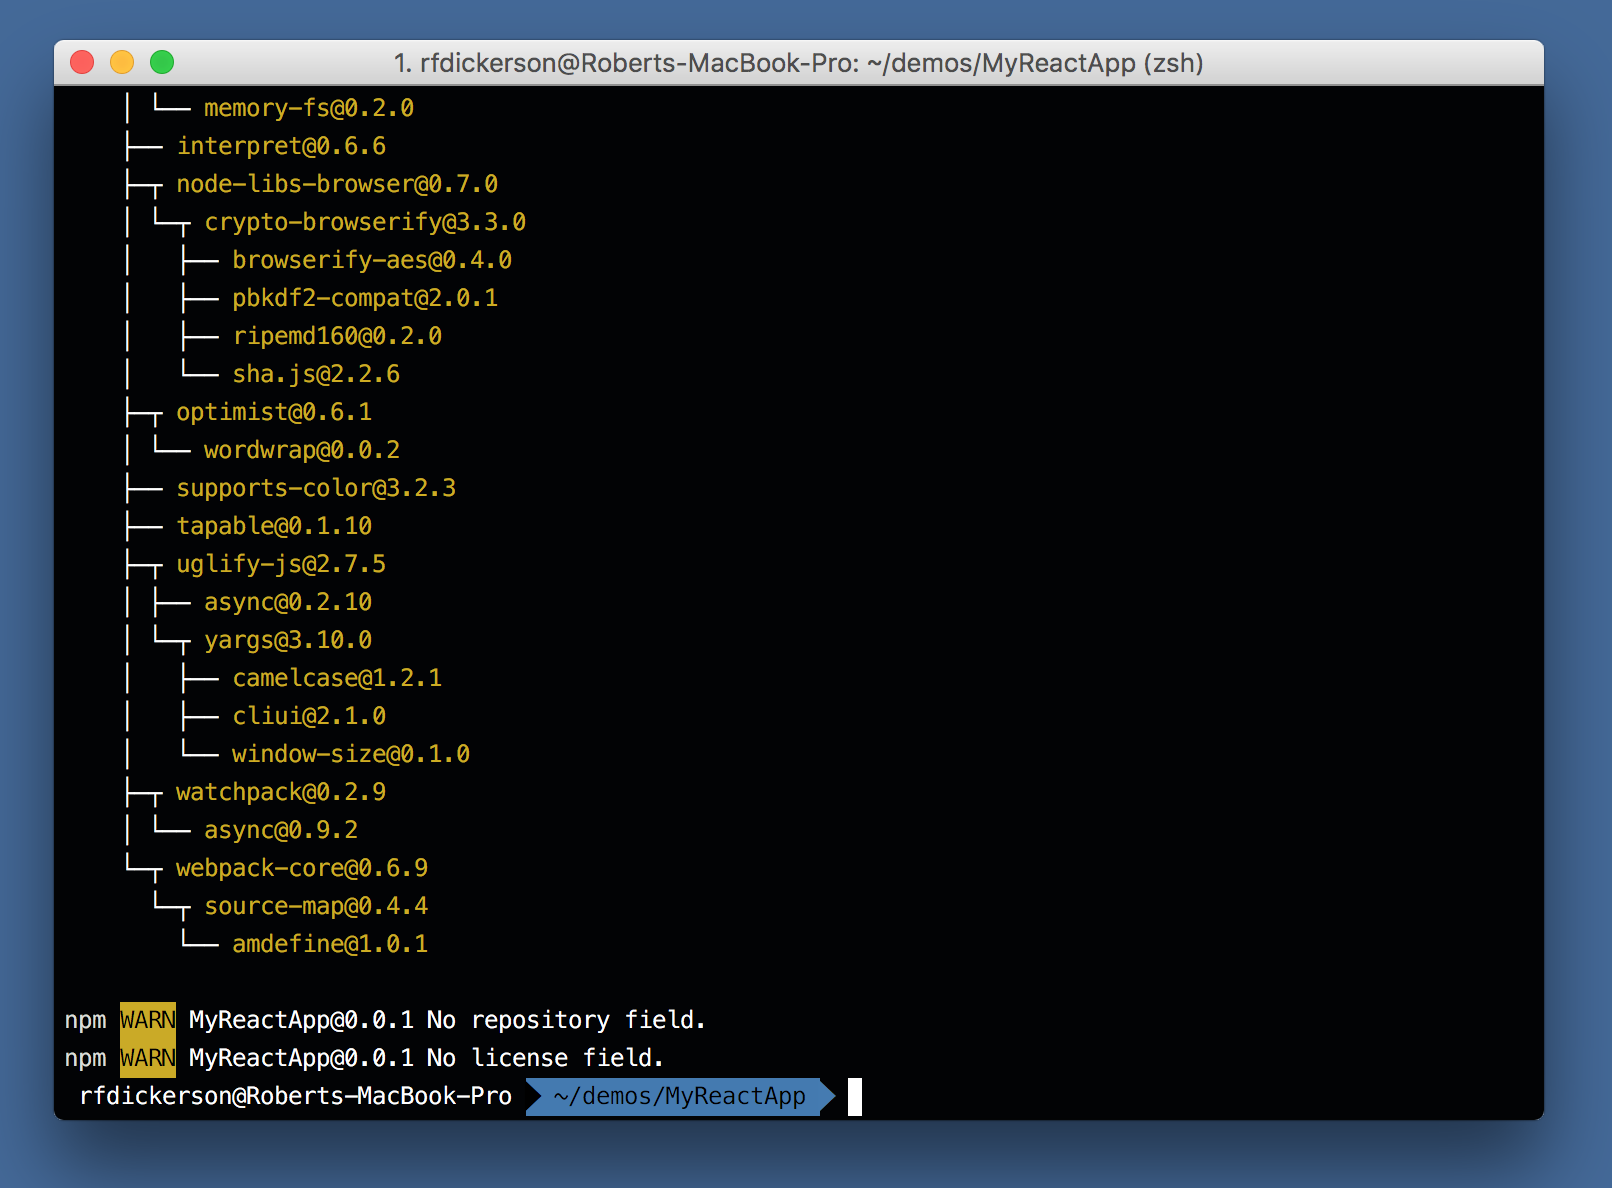 1. rfdickerson@Roberts-MacBook-Pro: ~/demos/MyReactApp (zsh)
│ └── memory-fs@0.2.0
├── interpret@0.6.6
├─┬ node-libs-browser@0.7.0
│ └─┬ crypto-browserify@3.3.0
│   ├── browserify-aes@0.4.0
│   ├── pbkdf2-compat@2.0.1
│   ├── ripemd160@0.2.0
│   └── sha.js@2.2.6
├─┬ optimist@0.6.1
│ └── wordwrap@0.0.2
├── supports-color@3.2.3
├── tapable@0.1.10
├─┬ uglify-js@2.7.5
│ ├── async@0.2.10
│ └─┬ yargs@3.10.0
│   ├── camelcase@1.2.1
│   ├── cliui@2.1.0
│   └── window-size@0.1.0
├─┬ watchpack@0.2.9
│ └── async@0.9.2
└─┬ webpack-core@0.6.9
  └─┬ source-map@0.4.4
    └── amdefine@1.0.1
npm WARN MyReactApp@0.0.1 No repository field.
npm WARN MyReactApp@0.0.1 No license field.
rfdickerson@Roberts-MacBook-Pro ~/demos/MyReactApp